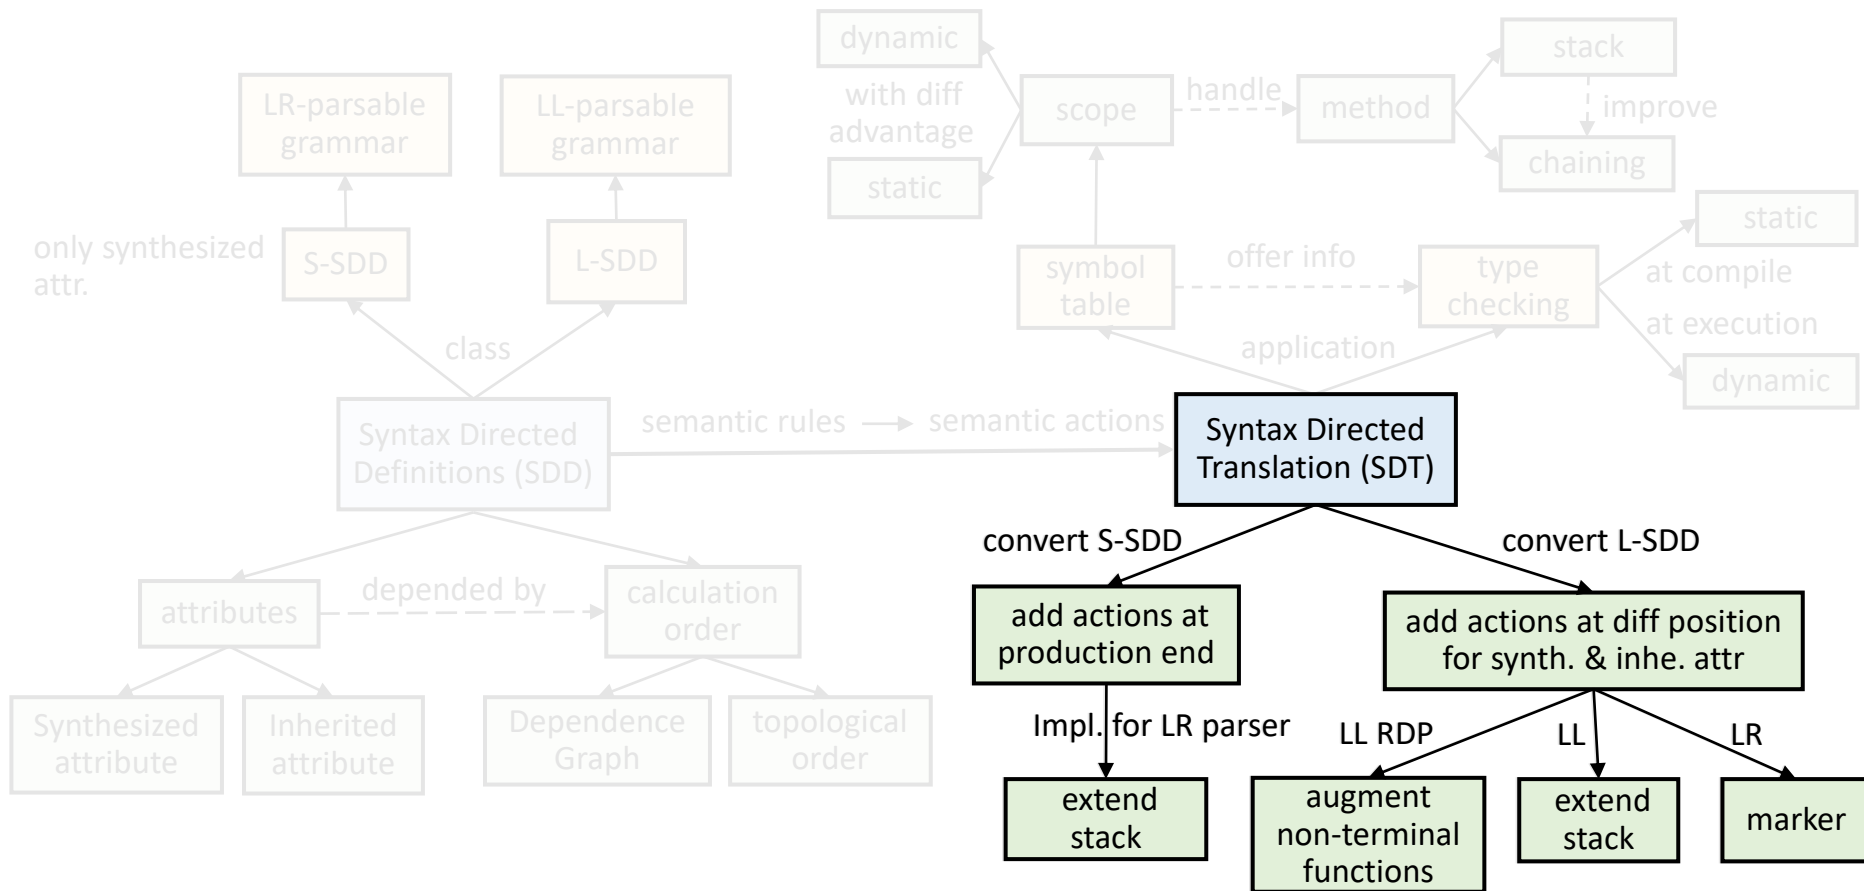 dynamic
with diff
advantage
static
scope
handle
method
stack
improve
chaining
LR-parsable
grammar
LL-parsable
grammar
only synthesized
attr.
S-SDD
L-SDD
class
symbol
table
offer info
type
checking
static
at compile
at execution
dynamic
application
Syntax Directed
Definitions (SDD)
semantic rules
semantic actions
Syntax Directed
Translation (SDT)
attributes
depended by
calculation
order
Synthesized
attribute
Inherited
attribute
Dependence
Graph
topological
order
convert S-SDD
convert L-SDD
add actions at
production end
add actions at diff position
for synth. & inhe. attr
Impl. for LR parser
LL RDP
LL
LR
extend
stack
augment
non-terminal
functions
extend
stack
marker